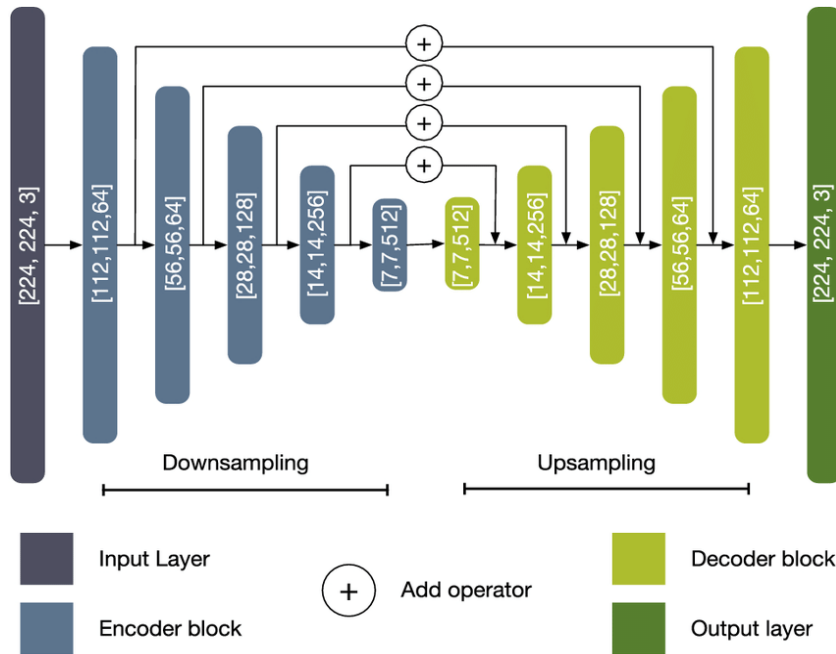 [224, 224, 3]
[112,112,64]
[56,56,64]
[28,28,128]
[14,14,256]
[7,7,512]
[7,7,512]
[14,14,256]
[28,28,128]
[56,56,64]
[112,112,64]
[224, 224, 3]
+
+
+
+
Downsampling
Upsampling
Input Layer
+
Add operator
Decoder block
Encoder block
Output layer